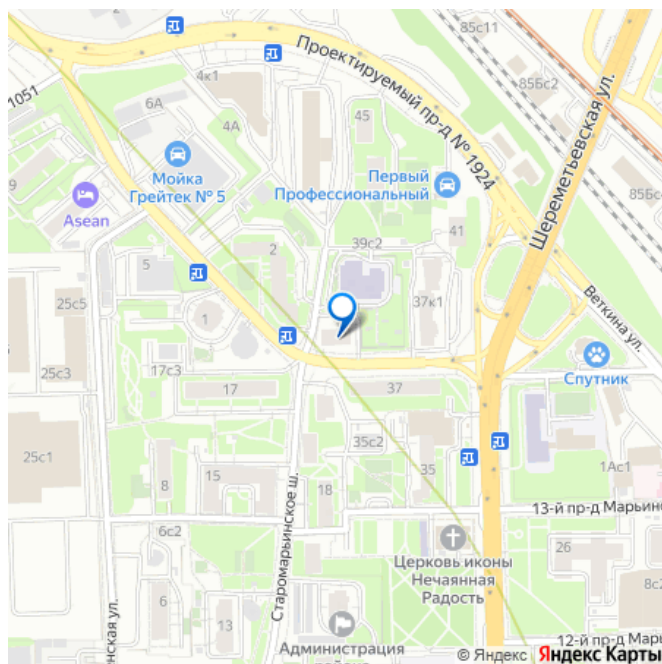 85с11
85Бс2
4к1
Проектируемый пр-д № 1924
1051
6А
4А
45
Шереметьевская ул.
Мойка
Грейтек № 5
Первый
Профессиональный
9
Asean
39с2
41
2
5
25с5
37к1
Веткина ул.
1
25с3
17с3
17
37
Спутник
25с1
35с2
35
15
8
18
1Ас1
13-й пр-д Марьино
6с2
Старомарьинское ш.
26
Церковь иконы
Нечаянная
Радость
8с2
6
13
Администрация
12-й пр-д Марьи
© Яндекс Яндекс Карты